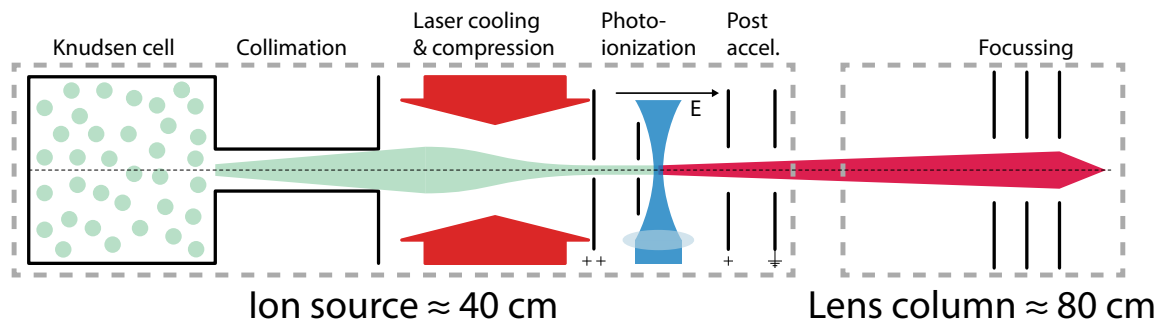 Knudsen cell
Collimation
Laser cooling
& compression
Photo-
ionization
Post
accel.
Focussing
E
+ +
+
Ion source ≈ 40 cm
Lens column ≈ 80 cm